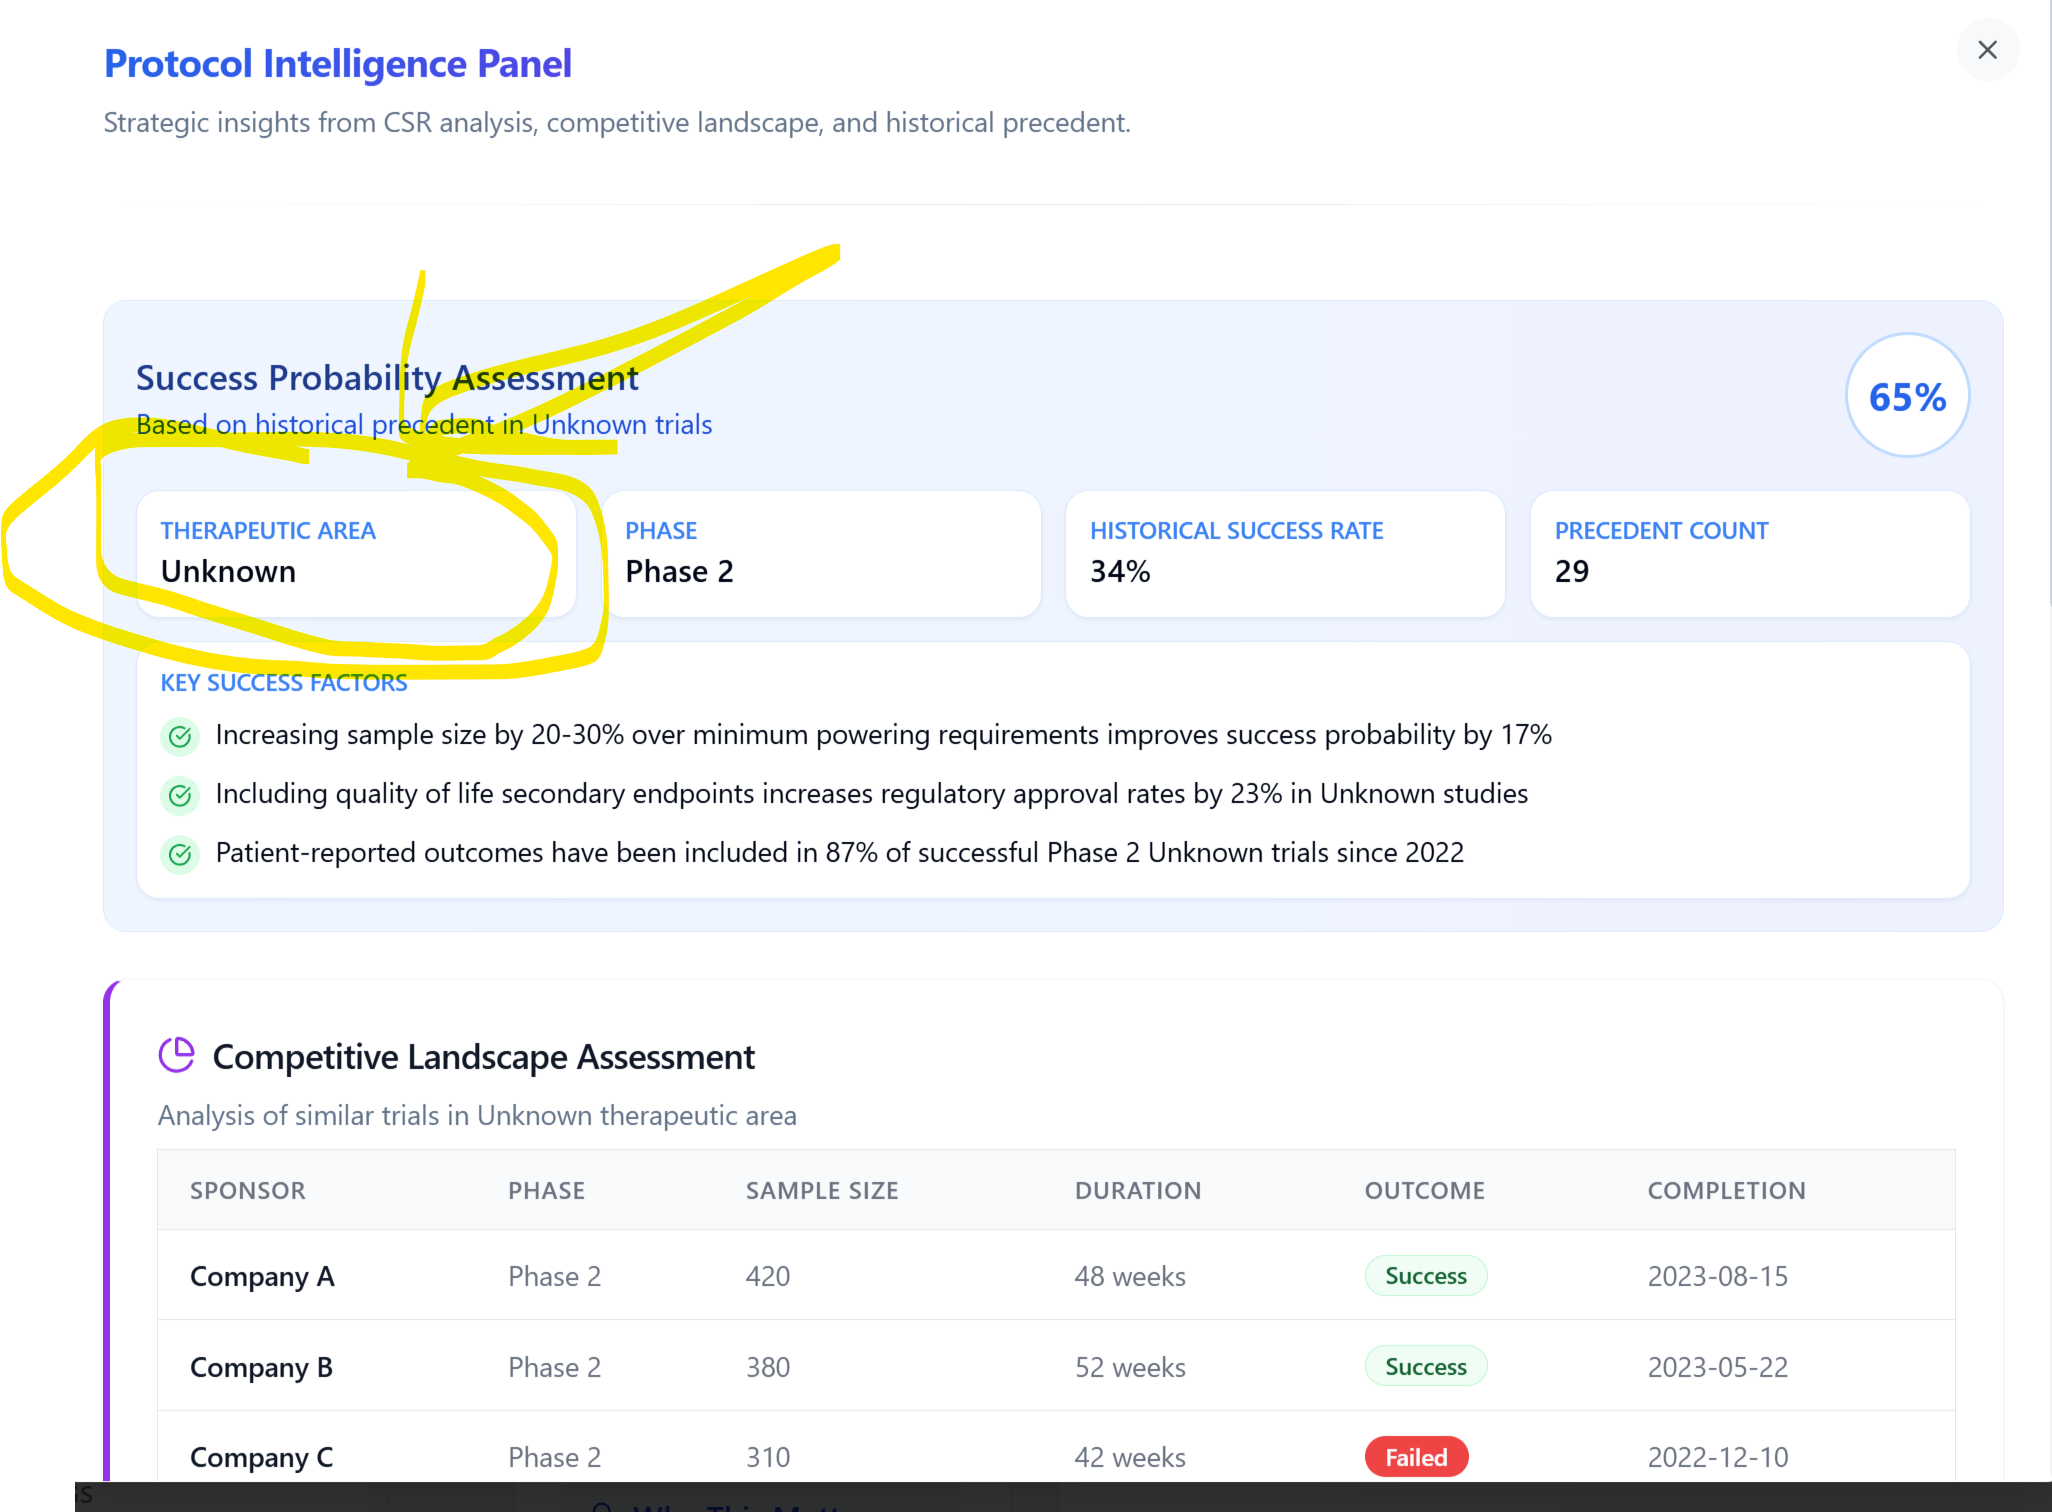 Protocol Intelligence Panel
Strategic insights from CSR analysis, competitive landscape, and historical precedent.
Success Probability Assessment
Based on historical precedent in Unknown trials
65%
THERAPEUTIC AREA
Unknown
PHASE
Phase 2
HISTORICAL SUCCESS RATE
34%
PRECEDENT COUNT
29
KEY SUCCESS FACTORS
Increasing sample size by 20-30% over minimum powering requirements improves success probability by 17%
Including quality of life secondary endpoints increases regulatory approval rates by 23% in Unknown studies
Patient-reported outcomes have been included in 87% of successful Phase 2 Unknown trials since 2022
Competitive Landscape Assessment
Analysis of similar trials in Unknown therapeutic area
SPONSOR PHASE SAMPLE SIZE DURATION OUTCOME COMPLETION
Company A Phase 2 420 48 weeks Success 2023-08-15
Company B Phase 2 380 52 weeks Success 2023-05-22
Company C Phase 2 310 42 weeks Failed 2022-12-10